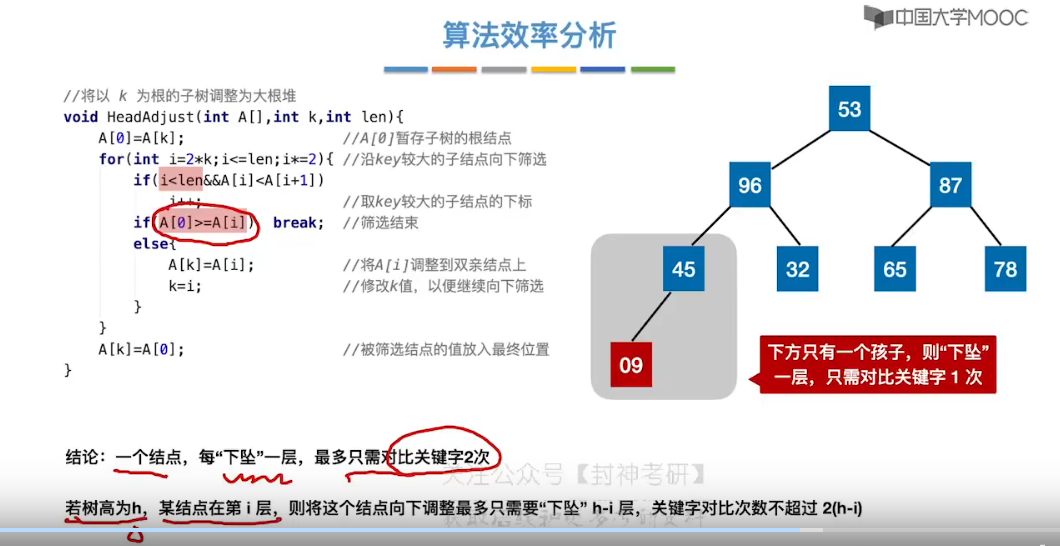 中国大学MOOC
算法效率分析
//将以 k 为根的子树调整为大根堆
void HeadAdjust(int A[],int k,int len){
A[0]=A[k]; //A[0]暂存子树的根结点
for(int i=2*k;i<=len;i*=2){ //沿key较大的子结点向下筛选
if(i<len&&A[i]<A[i+1])
i++; //取key较大的子结点的下标
if(A[0]>=A[i]) break; //筛选结束
else{
A[k]=A[i]; //将A[i]调整到双亲结点上
k=i; //修改k值，以便继续向下筛选
}
}
A[k]=A[0]; //被筛选结点的值放入最终位置
}
53
96 87
45 32 65 78
09
下方只有一个孩子，则“下坠”
一层，只需对比关键字 1 次
结论：一个结点，每“下坠”一层，最多只需对比关键字2次
关注公众号【封神考研】
若树高为h，某结点在第 i 层，则将这个结点向下调整最多只需要“下坠” h-i 层，关键字对比次数不超过 2(h-i)